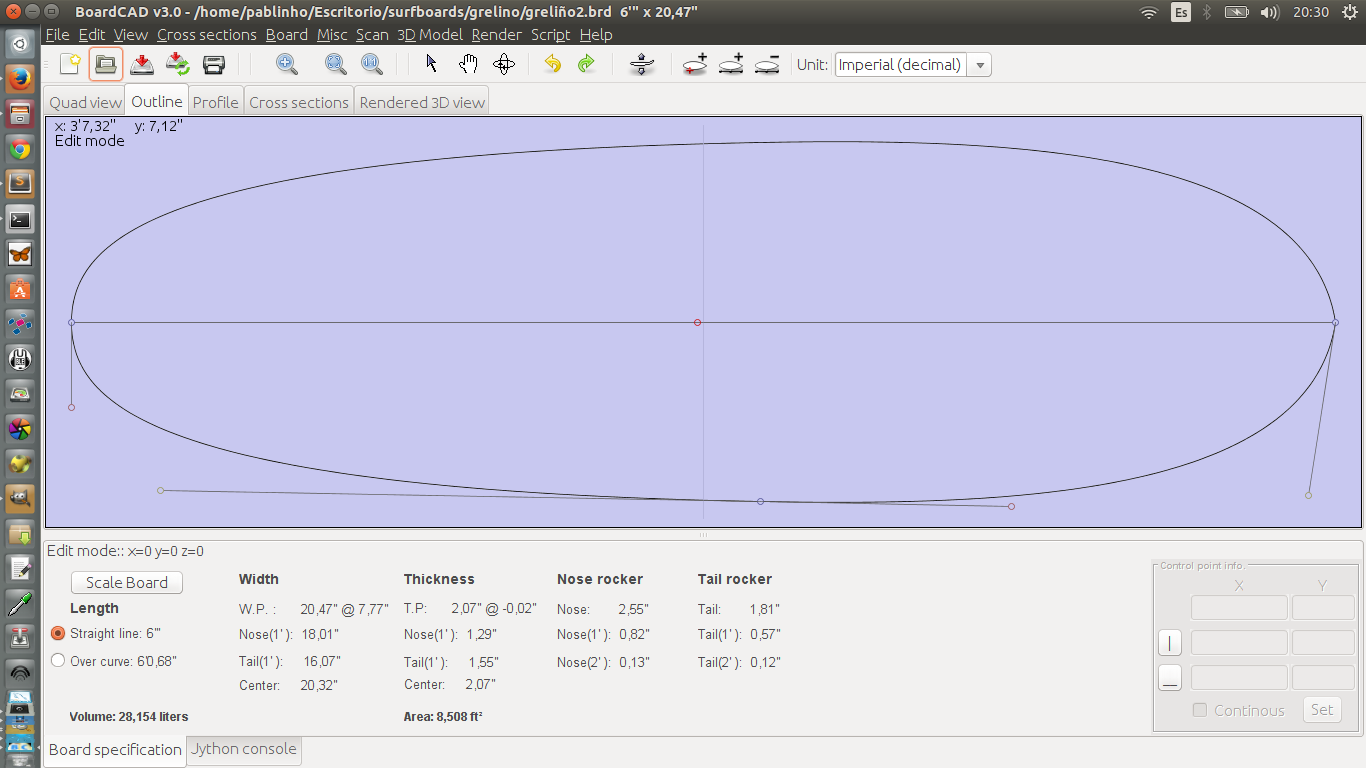 BoardCAD v3.0 - /home/pablinho/Escritorio/surfboards/grelino/greliño2.brd  6'" x 20,47"
Es
20:30
File Edit View Cross sections Board Misc Scan 3D Model Render Script Help
Unit: Imperial (decimal)
Quad view Outline Profile Cross sections Rendered 3D view
x: 3'7,32" y: 7,12"
Edit mode
Edit mode:: x=0 y=0 z=0
Scale Board
Length
Straight line: 6'"
Over curve: 6'0,68"
Volume: 28,154 liters
Width
W.P. : 20,47" @ 7,77"
Nose(1'): 18,01"
Tail(1'): 16,07"
Center: 20,32"
Thickness
T.P: 2,07" @ -0,02"
Nose(1'): 1,29"
Tail(1'): 1,55"
Center: 2,07"
Area: 8,508 ft²
Nose rocker
Nose: 2,55"
Nose(1'): 0,82"
Nose(2'): 0,13"
Tail rocker
Tail: 1,81"
Tail(1'): 0,57"
Tail(2'): 0,12"
Control point info.
X Y
Continous
Set
Board specification Jython console